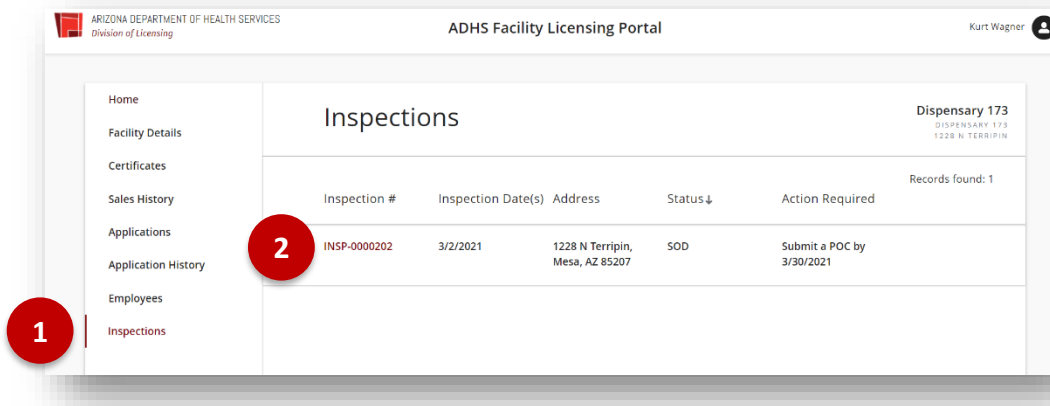 ARIZONA DEPARTMENT OF HEALTH SERVICES
Division of Licensing
ADHS Facility Licensing Portal
Kurt Wagner
Home
Facility Details
Certificates
Sales History
Applications
Application History
Employees
Inspections
1
Inspections
Dispensary 173
DISPENSARY 173
1228 N TERRIPIN
Records found: 1
Inspection # Inspection Date(s) Address Status↓ Action Required
2
INSP-0000202 3/2/2021 1228 N Terripin, SOD Submit a POC by
Mesa, AZ 85207 3/30/2021